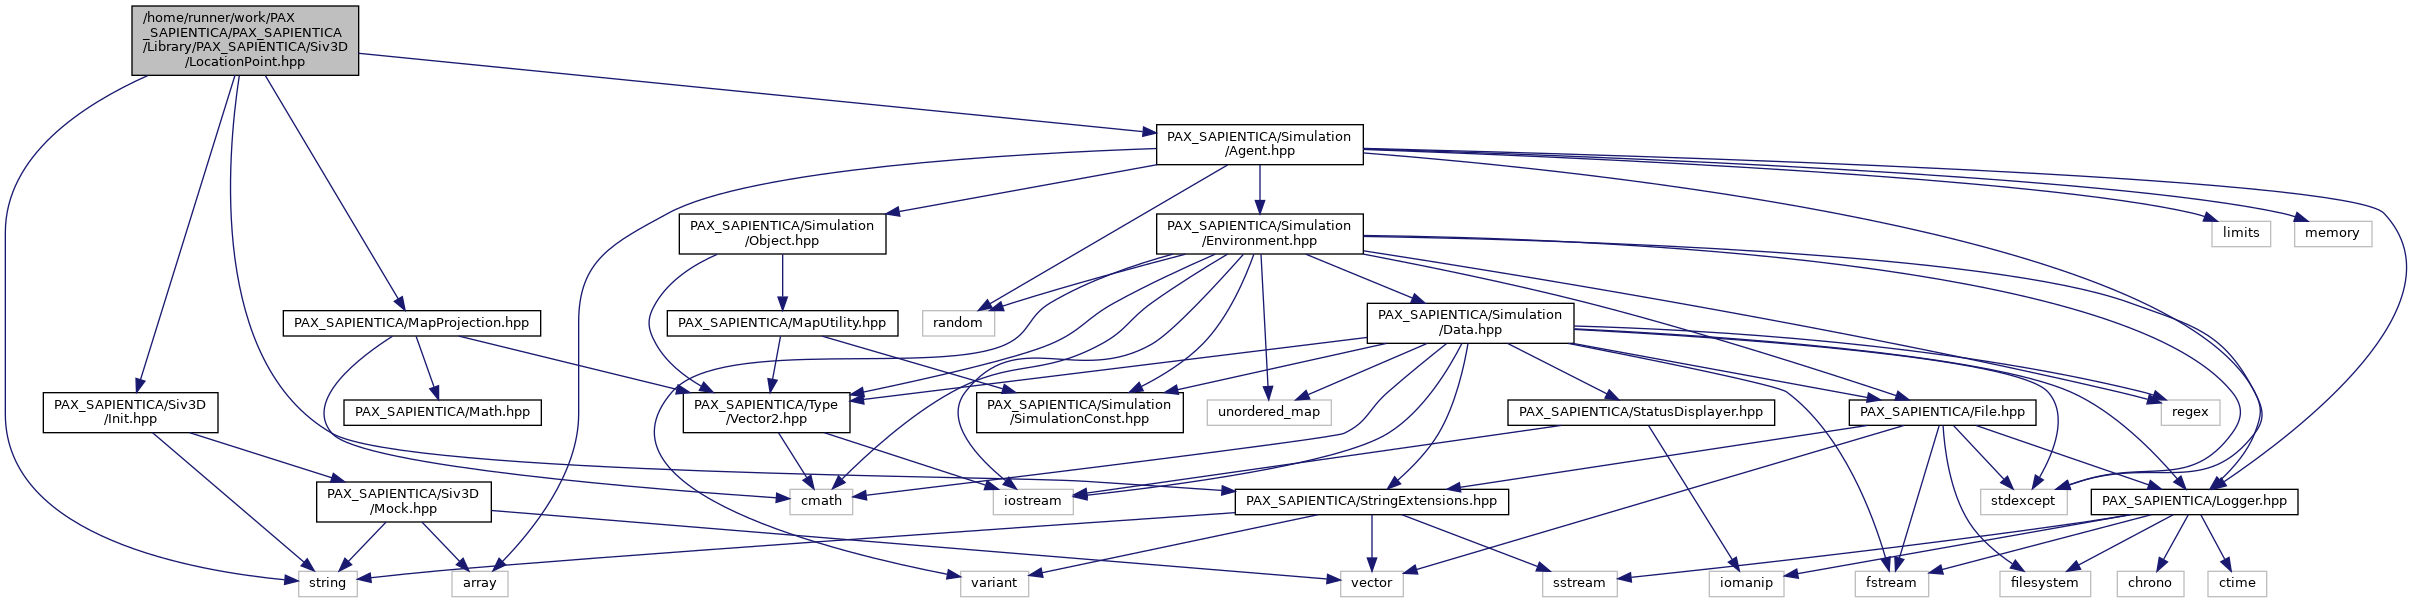 /home/runner/work/PAX
_SAPIENTICA/PAX_SAPIENTICA
/Library/PAX_SAPIENTICA/Siv3D
/LocationPoint.hpp
PAX_SAPIENTICA/Simulation
/Agent.hpp
PAX_SAPIENTICA/Simulation
/Object.hpp
PAX_SAPIENTICA/Simulation
/Environment.hpp
limits
memory
PAX_SAPIENTICA/MapProjection.hpp
PAX_SAPIENTICA/MapUtility.hpp
random
PAX_SAPIENTICA/Simulation
/Data.hpp
PAX_SAPIENTICA/Siv3D
/Init.hpp
PAX_SAPIENTICA/Math.hpp
PAX_SAPIENTICA/Type
/Vector2.hpp
PAX_SAPIENTICA/Simulation
/SimulationConst.hpp
unordered_map
PAX_SAPIENTICA/StatusDisplayer.hpp
PAX_SAPIENTICA/File.hpp
regex
PAX_SAPIENTICA/Siv3D
/Mock.hpp
cmath
iostream
PAX_SAPIENTICA/StringExtensions.hpp
stdexcept
PAX_SAPIENTICA/Logger.hpp
string
array
variant
vector
sstream
iomanip
fstream
filesystem
chrono
ctime